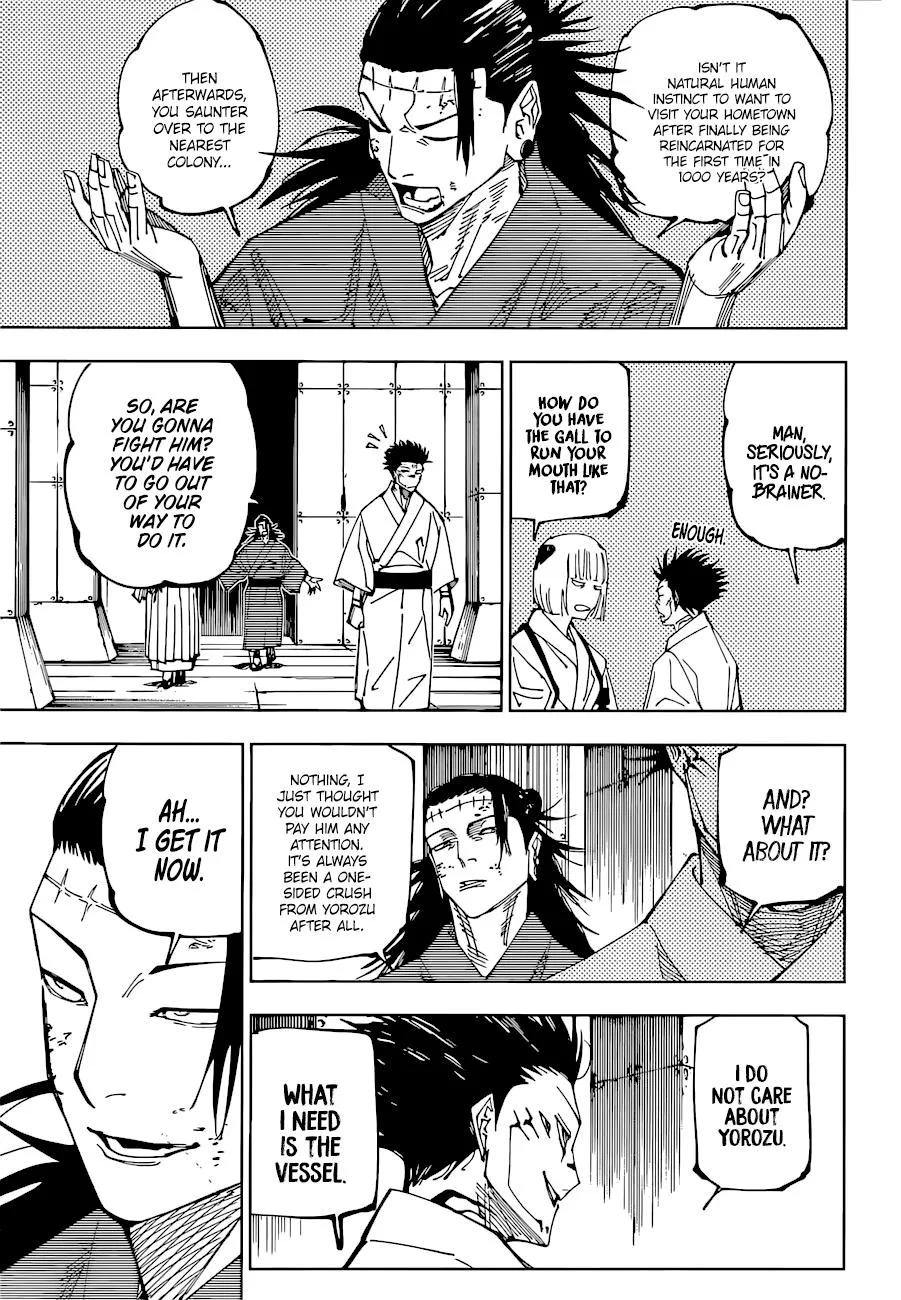 ISN'T IT
NATURAL HUMAN
INSTINCT TO WANT TO
VISIT YOUR HOMETOWN
AFTER FINALLY BEING
REINCARNATED FOR
THE FIRST TIME IN
1000 YEARS?
THEN
AFTERWARDS,
YOU SAUNTER
OVER TO THE
NEAREST
COLONY...
MAN,
SERIOUSLY,
IT'S A NO-
BRAINER.
HOW DO
YOU HAVE
THE GALL TO
RUN YOUR
MOUTH LIKE
THAT?
ENOUGH.
SO, ARE
YOU GONNA
FIGHT HIM?
YOU'D HAVE
TO GO OUT
OF YOUR
WAY TO
DO IT.
AND?
WHAT
ABOUT IT?
NOTHING, I
JUST THOUGHT
YOU WOULDN'T
PAY HIM ANY
ATTENTION.
IT'S ALWAYS
BEEN A ONE-
SIDED CRUSH
FROM YOROZU
AFTER ALL.
I DO
NOT CARE
ABOUT
YOROZU.
WHAT
I NEED
IS THE
VESSEL.
AH...
I GET IT
NOW.